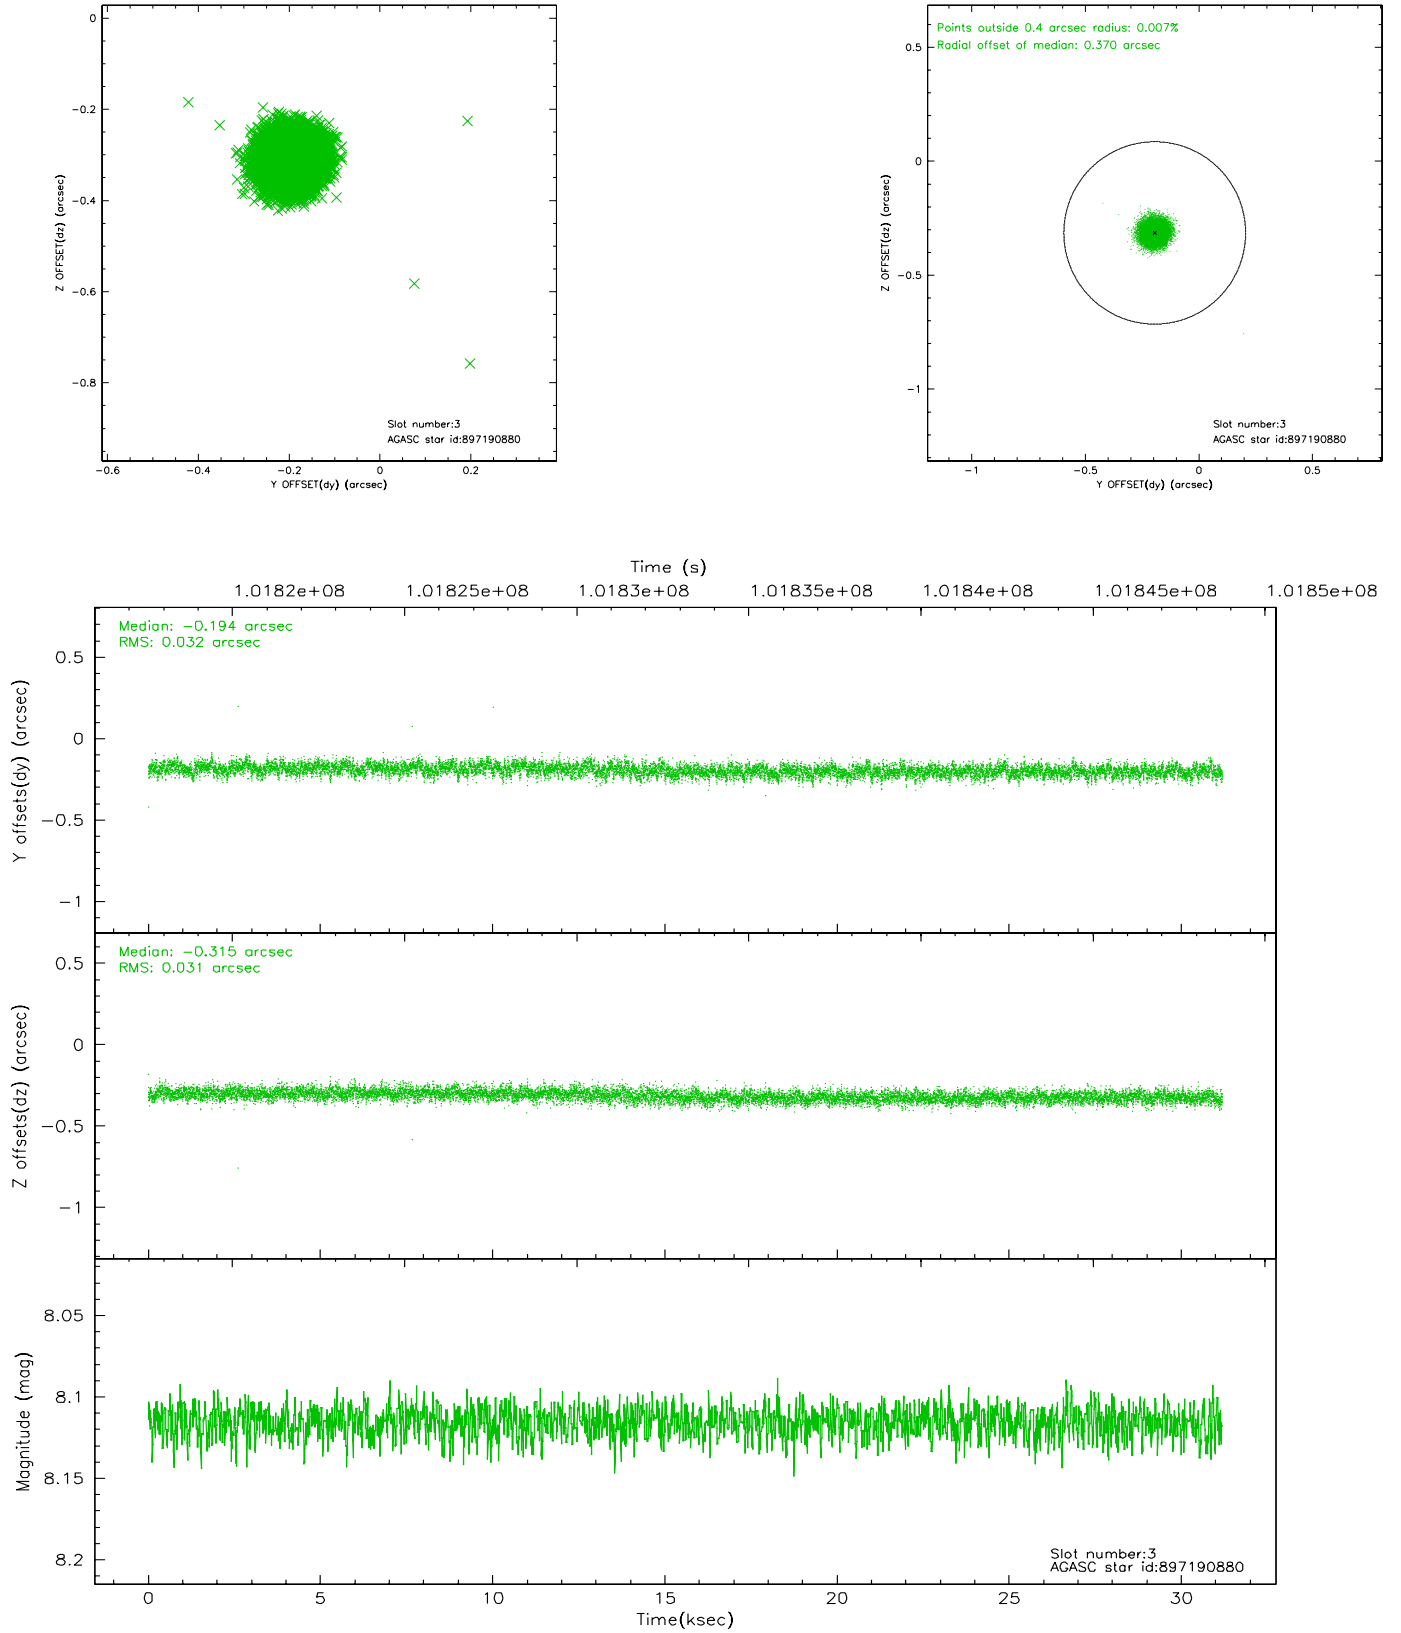 0
−0.2
−0.4
−0.6
−0.8
Z OFFSET(dz) (arcsec)
Slot number:3
AGASC star id:897190880
−0.6 −0.4 −0.2 0 0.2
Y OFFSET(dy) (arcsec)
Points outside 0.4 arcsec radius: 0.007%
Radial offset of median: 0.370 arcsec
0.5
0
−0.5
−1
Z OFFSET(dz) (arcsec)
Slot number:3
AGASC star id:897190880
−1 −0.5 0 0.5
Y OFFSET(dy) (arcsec)
Time (s)
1.0182e+08 1.01825e+08 1.0183e+08 1.01835e+08 1.0184e+08 1.01845e+08 1.0185e+08
Median: −0.194 arcsec
RMS: 0.032 arcsec
0.5
0
−0.5
−1
Y offsets(dy) (arcsec)
Median: −0.315 arcsec
RMS: 0.031 arcsec
0.5
0
−0.5
−1
Z offsets(dz) (arcsec)
8.05
8.1
8.15
8.2
Magnitude (mag)
Slot number:3
AGASC star id:897190880
0 5 10 15 20 25 30
Time(ksec)